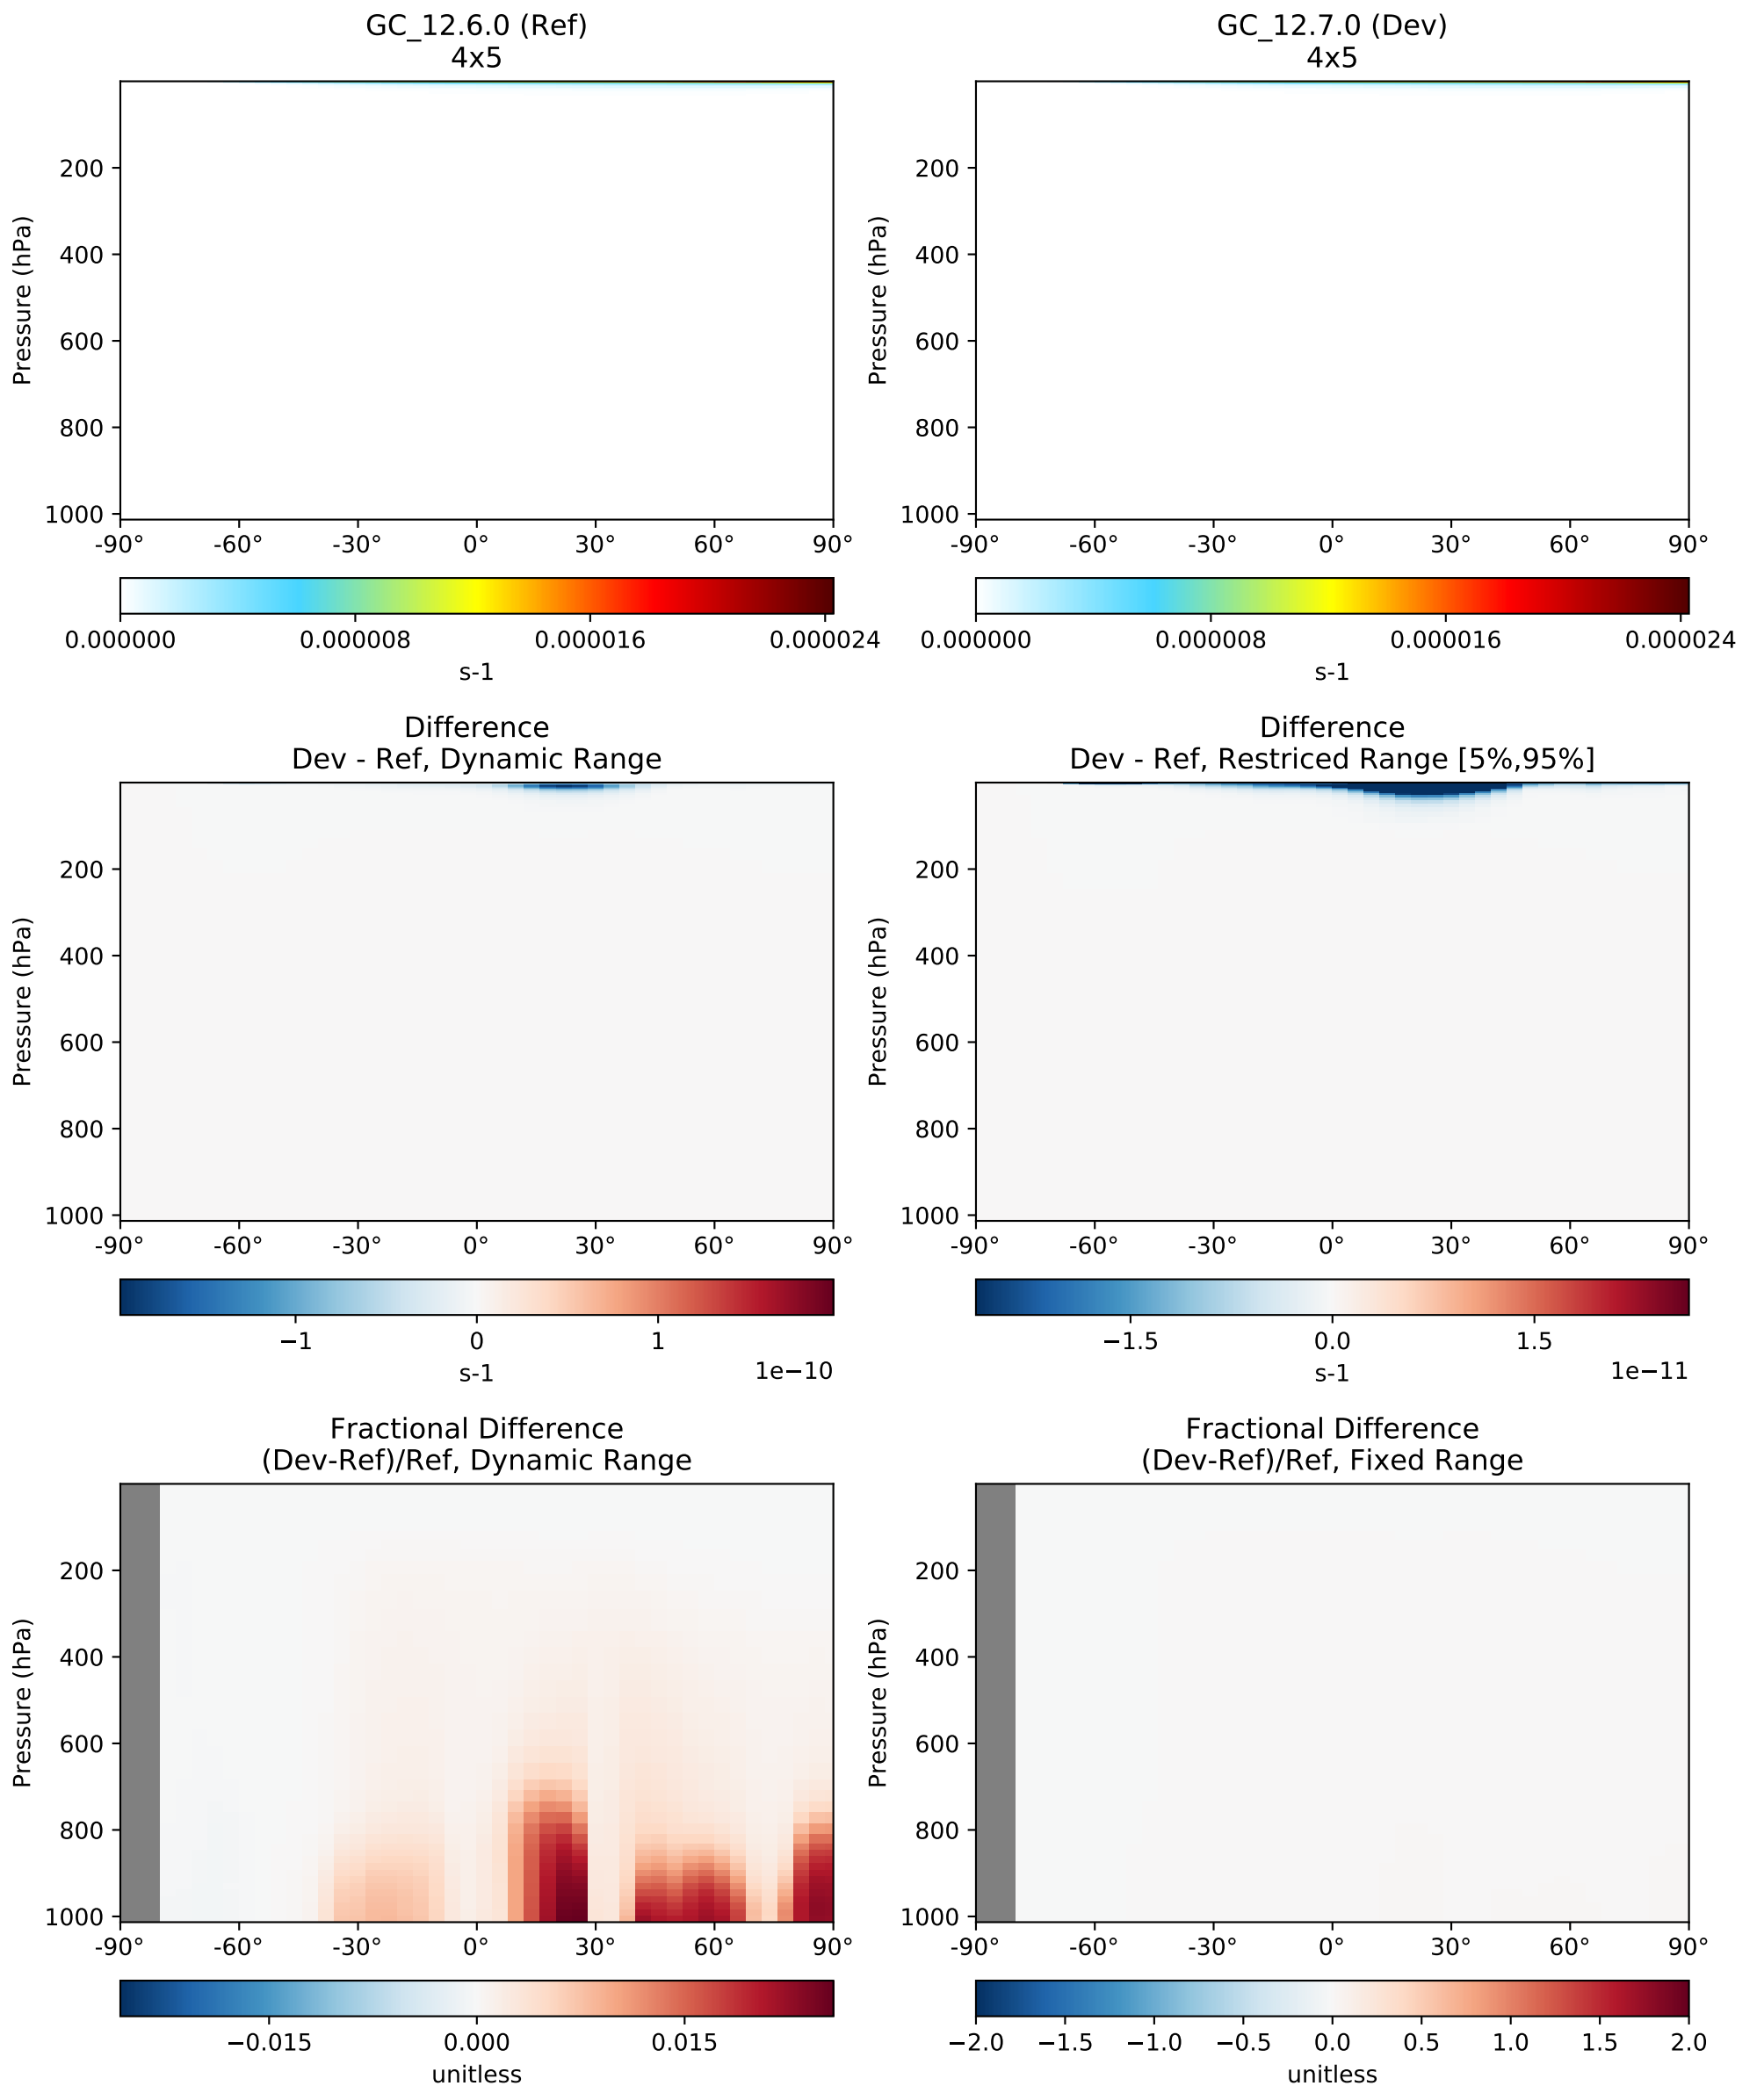 GC_12.6.0 (Ref)
4x5
GC_12.7.0 (Dev)
4x5
Pressure (hPa)
200
400
600
800
1000
-90° -60° -30° 0° 30° 60° 90°
0.000000 0.000008 0.000016 0.000024
s-1
Pressure (hPa)
200
400
600
800
1000
-90° -60° -30° 0° 30° 60° 90°
0.000000 0.000008 0.000016 0.000024
s-1
Difference
Dev - Ref, Dynamic Range
Pressure (hPa)
200
400
600
800
1000
-90° -60° -30° 0° 30° 60° 90°
−1 0 1
s-1 1e−10
Difference
Dev - Ref, Restriced Range [5%,95%]
Pressure (hPa)
200
400
600
800
1000
-90° -60° -30° 0° 30° 60° 90°
−1.5 0.0 1.5
s-1 1e−11
Fractional Difference
(Dev-Ref)/Ref, Dynamic Range
Pressure (hPa)
200
400
600
800
1000
-90° -60° -30° 0° 30° 60° 90°
−0.015 0.000 0.015
unitless
Fractional Difference
(Dev-Ref)/Ref, Fixed Range
Pressure (hPa)
200
400
600
800
1000
-90° -60° -30° 0° 30° 60° 90°
−2.0 −1.5 −1.0 −0.5 0.0 0.5 1.0 1.5 2.0
unitless